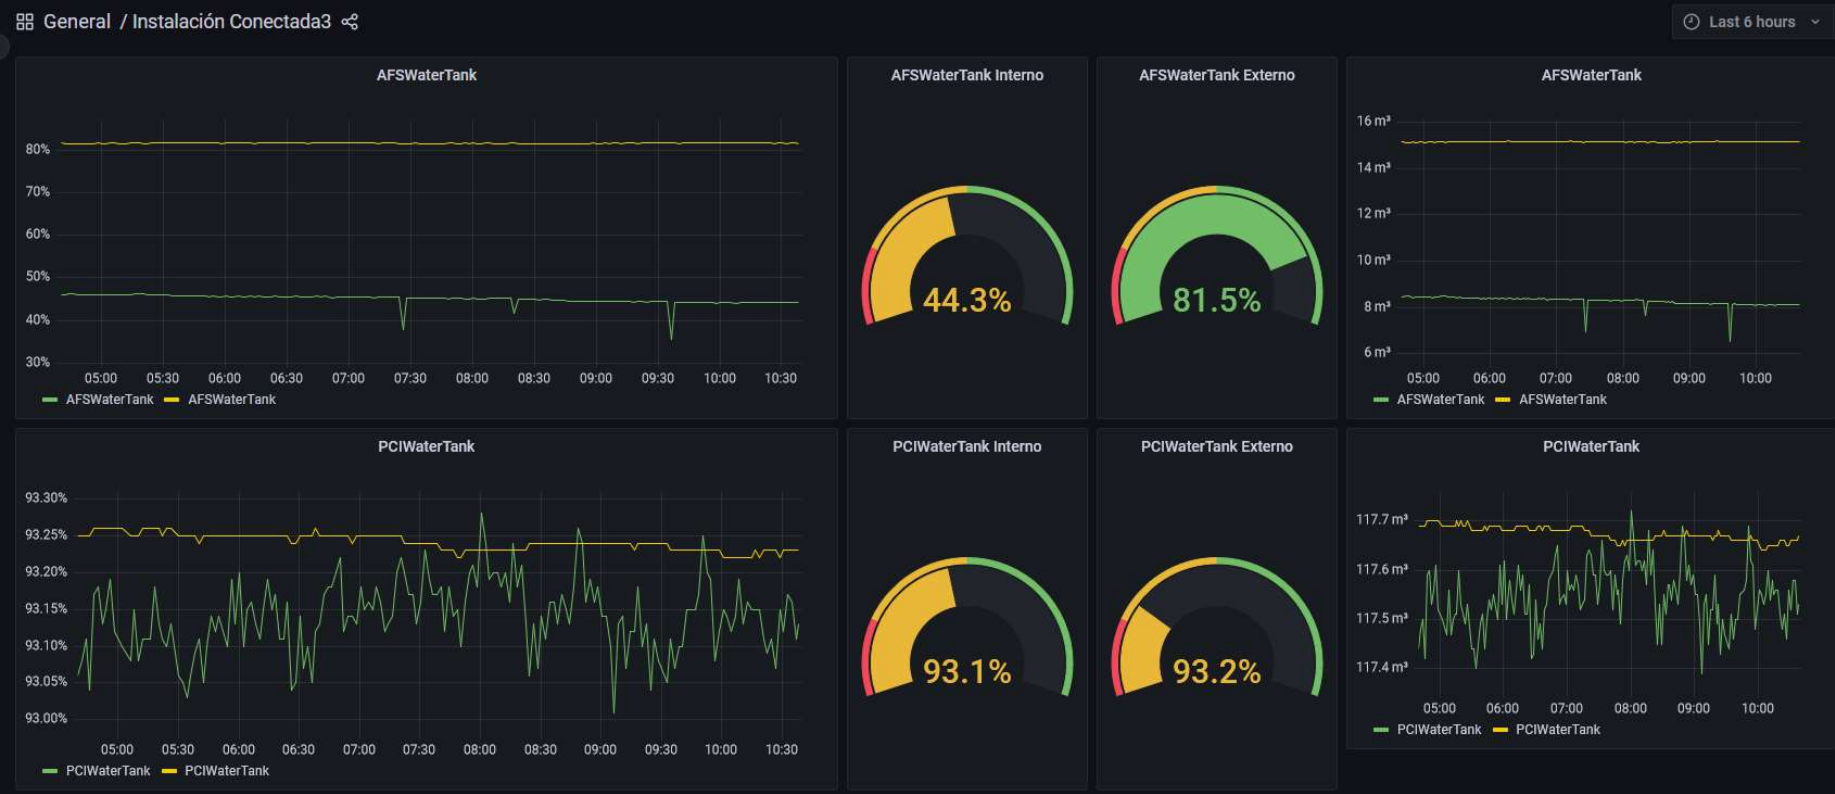 General / Instalación Conectada3
Last 6 hours
AFSWaterTank
80%
70%
60%
50%
40%
30%
05:00 05:30 06:00 06:30 07:00 07:30 08:00 08:30 09:00 09:30 10:00 10:30
AFSWaterTank AFSWaterTank
AFSWaterTank Interno
44.3%
AFSWaterTank Externo
81.5%
AFSWaterTank
16 m³
14 m³
12 m³
10 m³
8 m³
6 m³
05:00 06:00 07:00 08:00 09:00 10:00
AFSWaterTank AFSWaterTank
PCIWaterTank
93.30%
93.25%
93.20%
93.15%
93.10%
93.05%
93.00%
05:00 05:30 06:00 06:30 07:00 07:30 08:00 08:30 09:00 09:30 10:00 10:30
PCIWaterTank PCIWaterTank
PCIWaterTank Interno
93.1%
PCIWaterTank Externo
93.2%
PCIWaterTank
117.7 m³
117.6 m³
117.5 m³
117.4 m³
05:00 06:00 07:00 08:00 09:00 10:00
PCIWaterTank PCIWaterTank